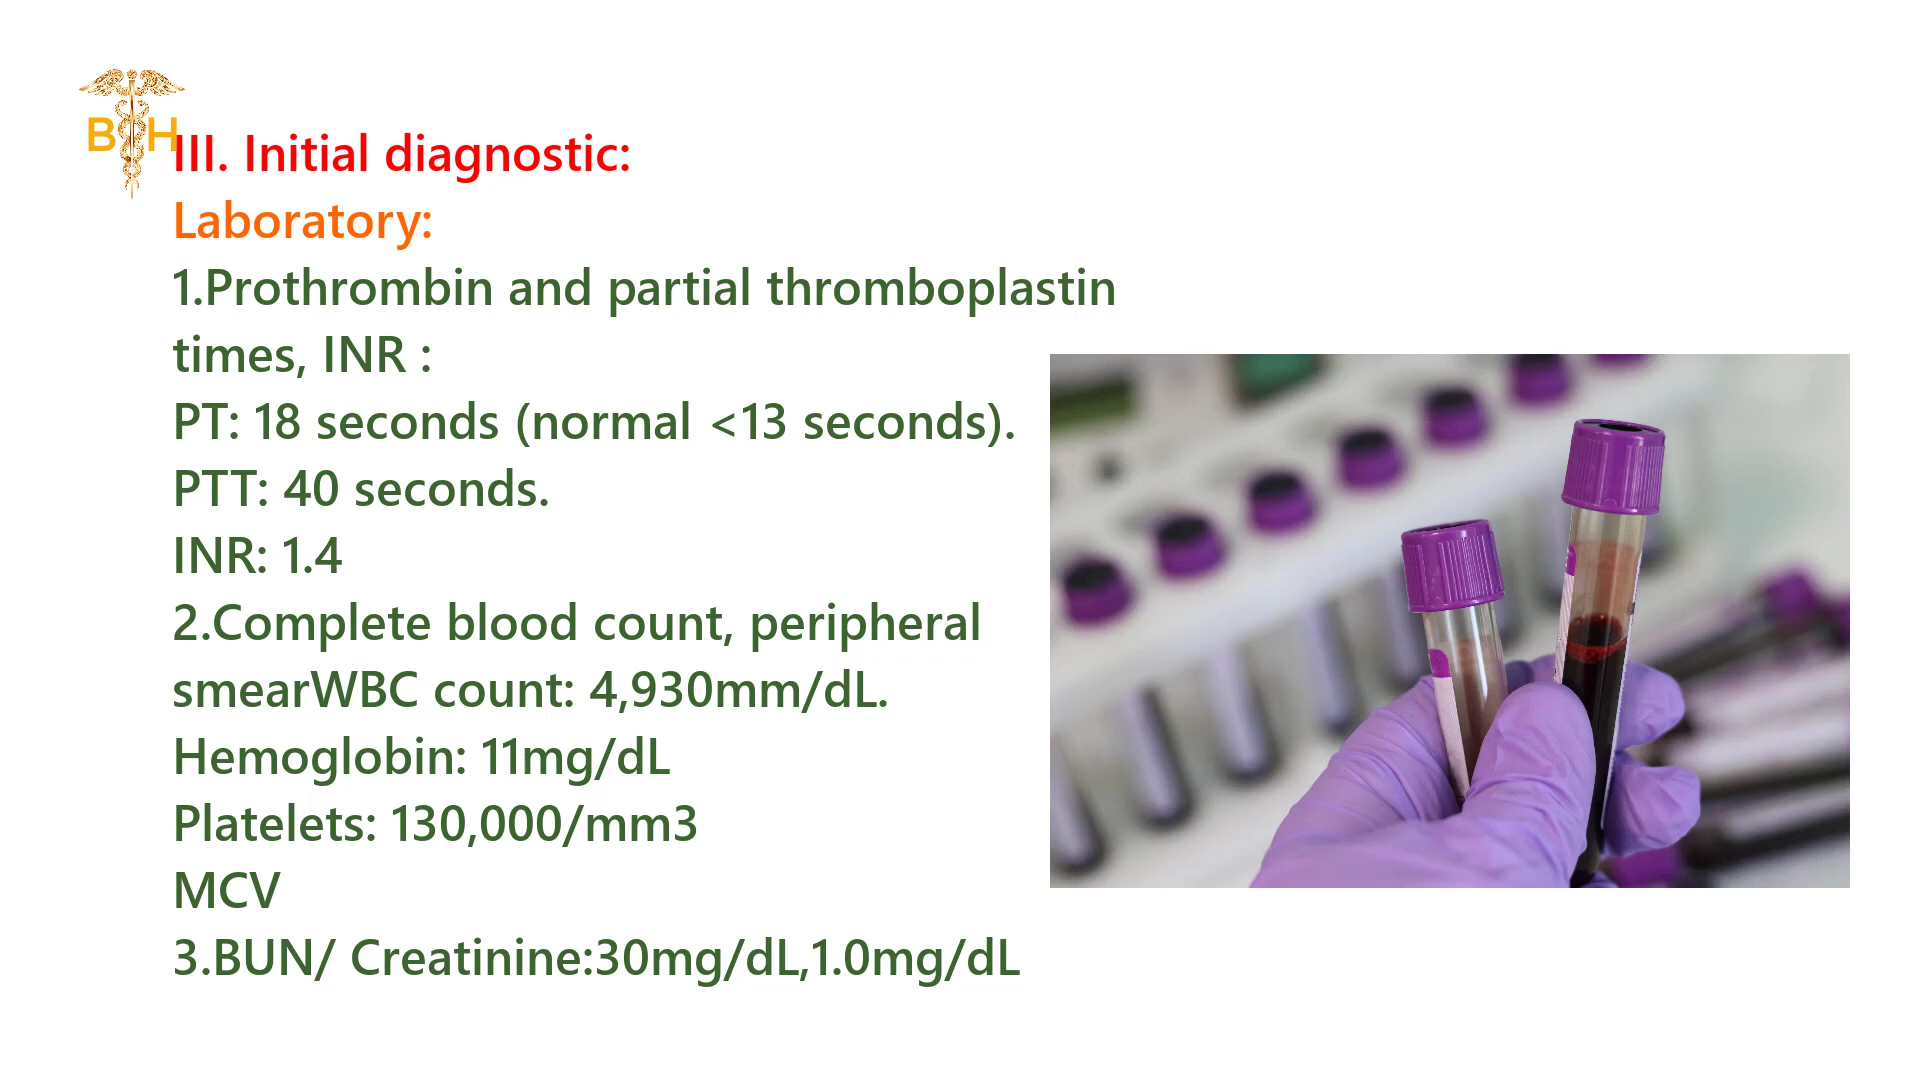 B H
III. Initial diagnostic:
Laboratory:
1.Prothrombin and partial thromboplastin
times, INR :
PT: 18 seconds (normal <13 seconds).
PTT: 40 seconds.
INR: 1.4
2.Complete blood count, peripheral
smearWBC count: 4,930mm/dL.
Hemoglobin: 11mg/dL
Platelets: 130,000/mm3
MCV
3.BUN/ Creatinine:30mg/dL,1.0mg/dL